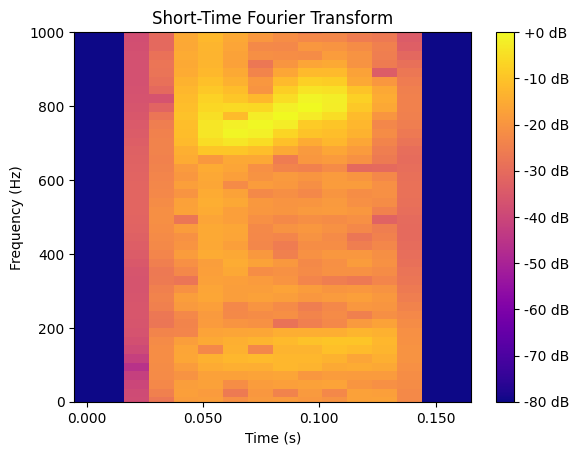 Short-Time Fourier Transform
1000
800
600
400
200
0
Frequency (Hz)
0.000
0.050
0.100
0.150
Time (s)
+0 dB
-10 dB
-20 dB
-30 dB
-40 dB
-50 dB
-60 dB
-70 dB
-80 dB